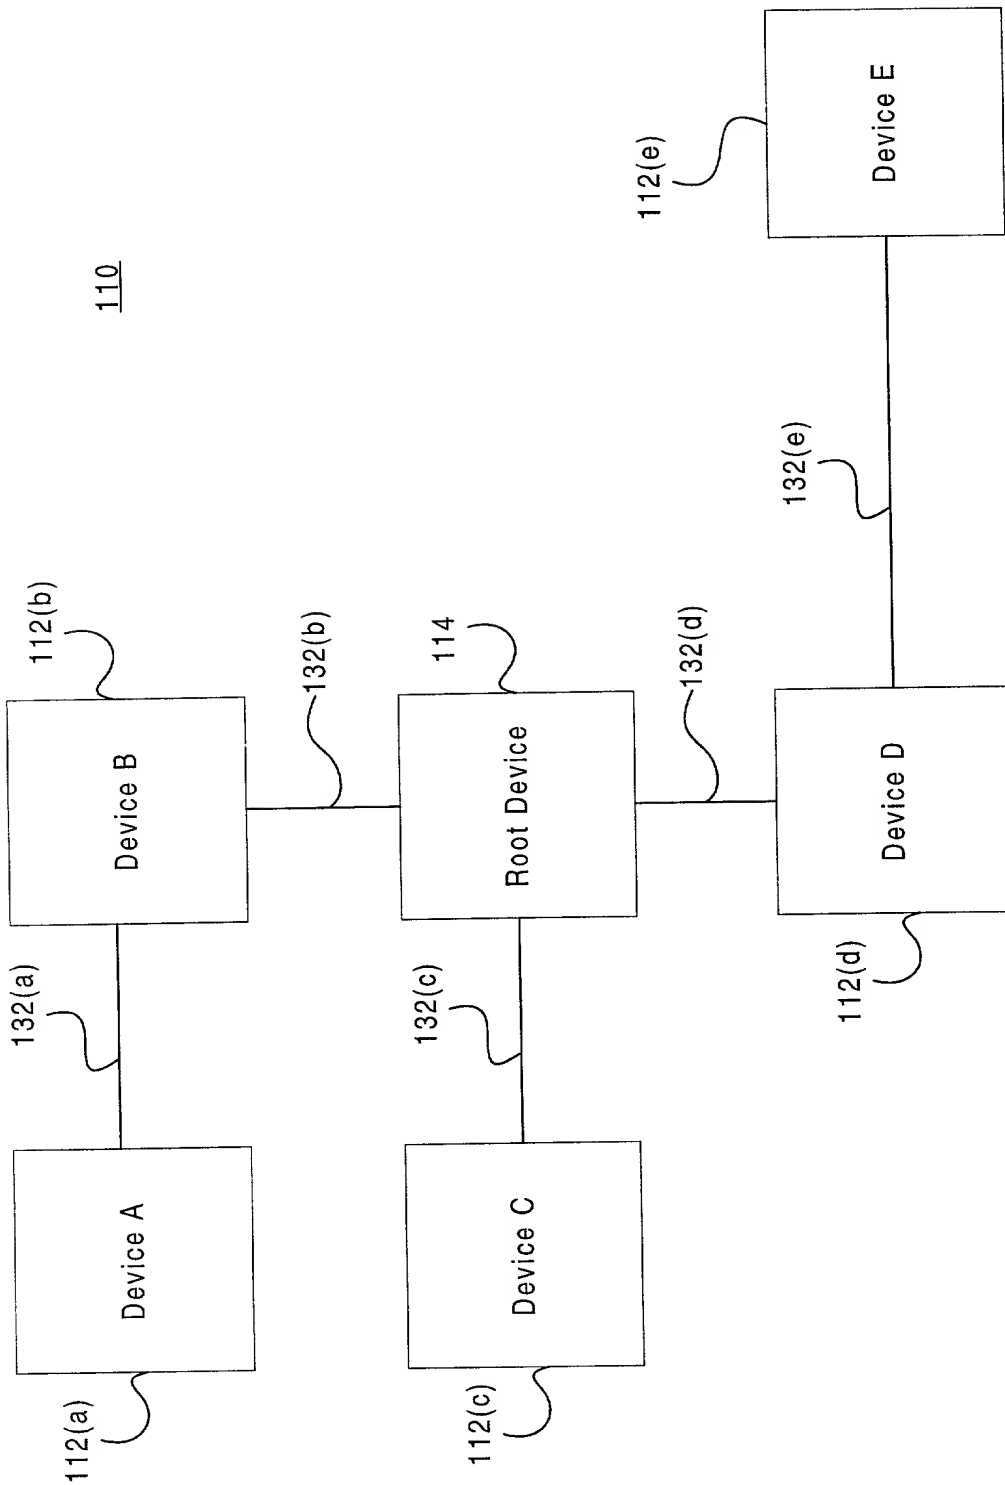 110
112(a)
Device A
132(a)
Device B
112(b)
132(b)
112(c)
Device C
132(c)
Root Device
114
132(d)
112(d)
Device D
132(e)
112(e)
Device E